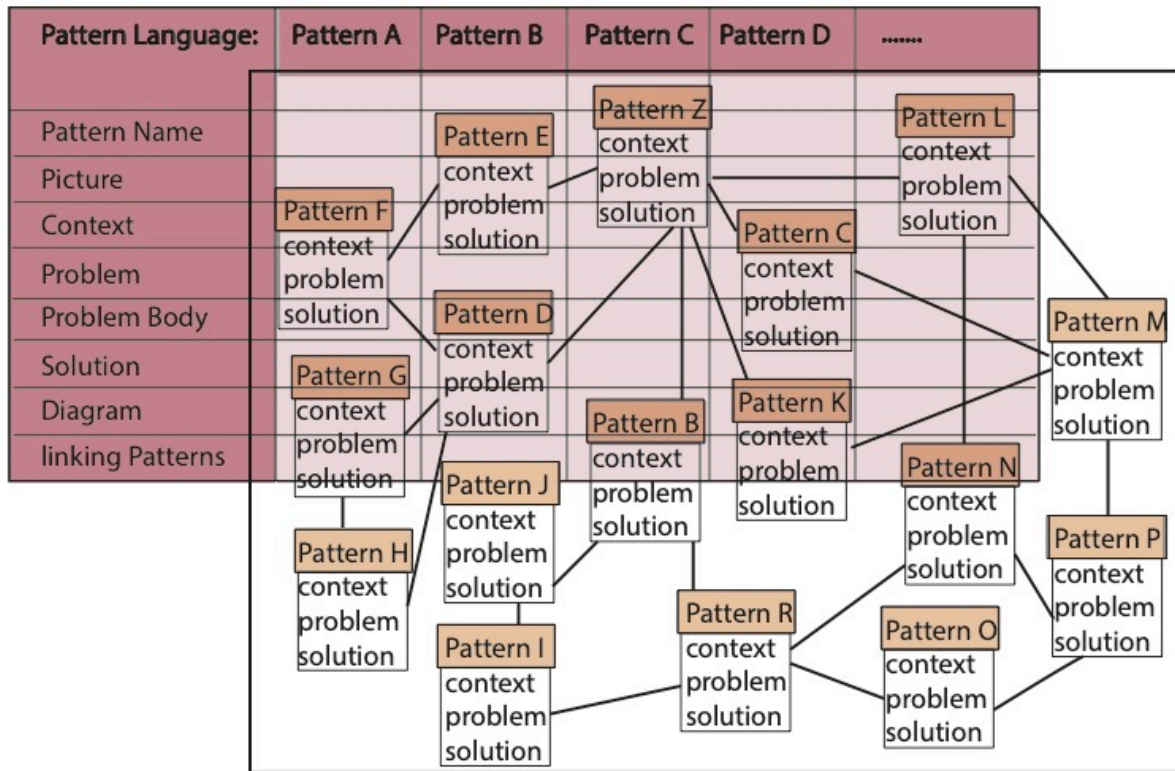 Pattern Language:
Pattern A
Pattern B
Pattern C
Pattern D
.......
Pattern Name
Picture
Context
Problem
Problem Body
Solution
Diagram
linking Patterns
Pattern F
context
problem
solution
Pattern G
context
problem
solution
Pattern H
context
problem
solution
Pattern E
context
problem
solution
Pattern D
context
problem
solution
Pattern J
context
problem
solution
Pattern I
context
problem
solution
Pattern Z
context
problem
solution
Pattern B
context
problem
solution
Pattern C
context
problem
solution
Pattern K
context
problem
solution
Pattern R
context
problem
solution
Pattern L
context
problem
solution
Pattern N
context
problem
solution
Pattern O
context
problem
solution
Pattern M
context
problem
solution
Pattern P
context
problem
solution